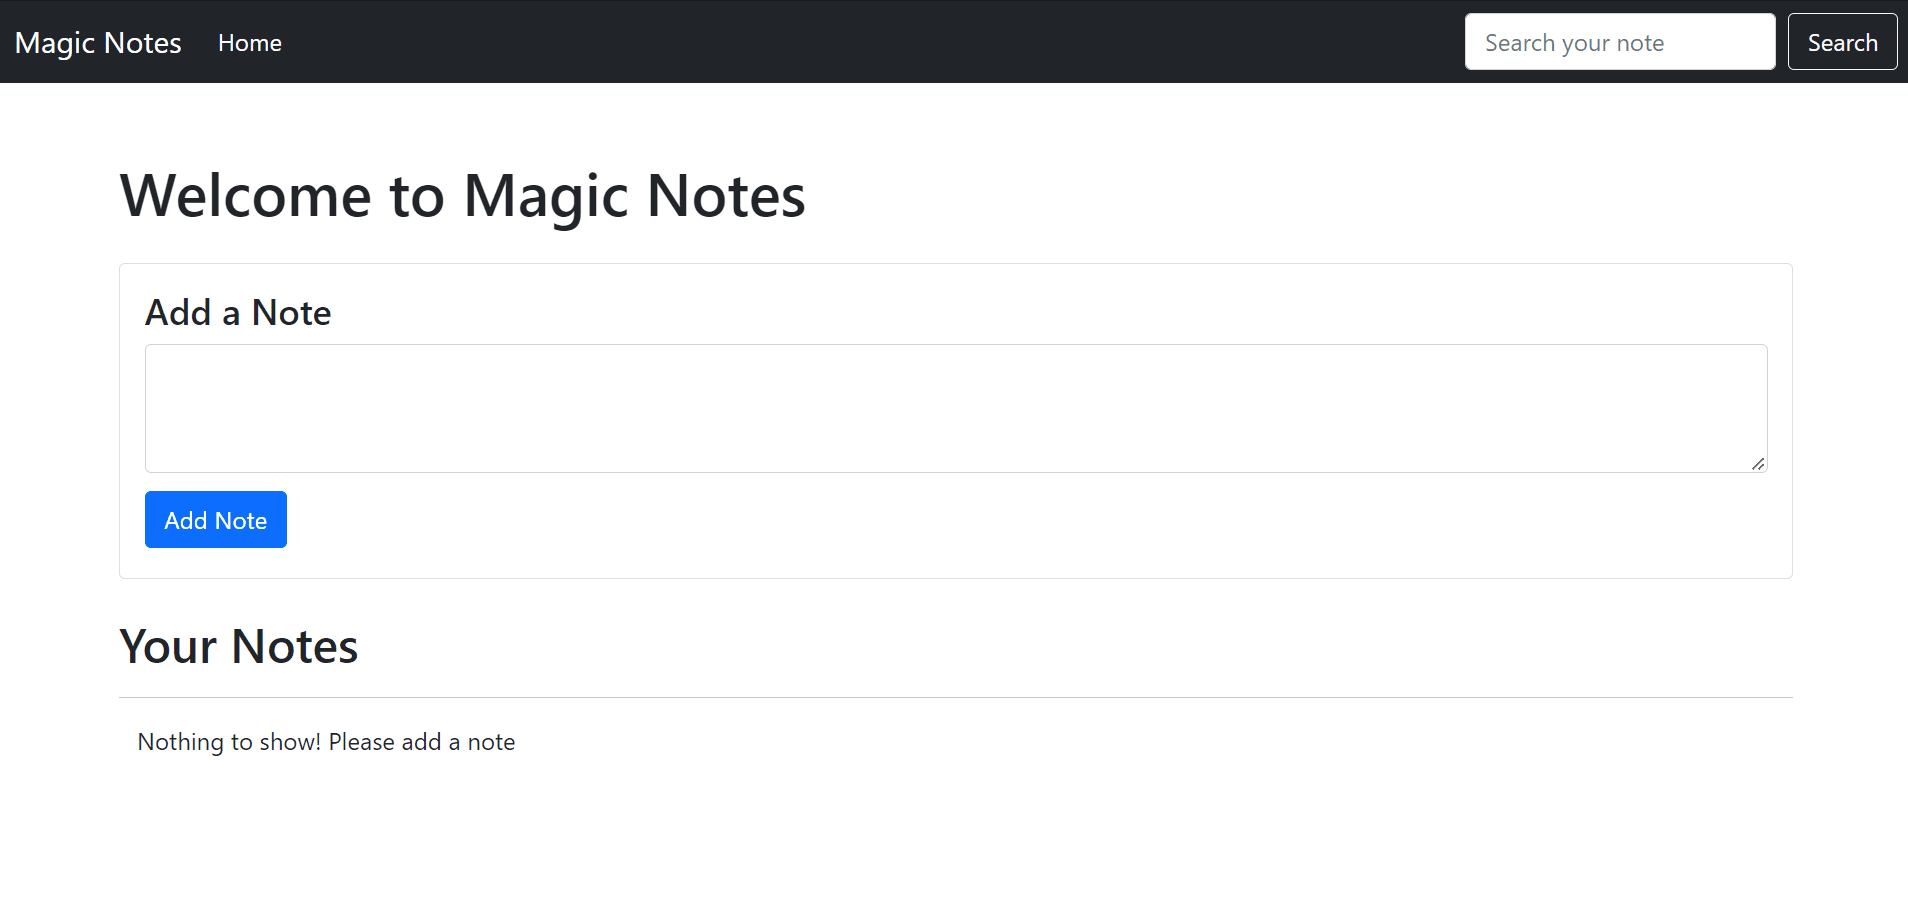 Magic Notes Home Search your note Search
Welcome to Magic Notes
Add a Note
Add Note
Your Notes
Nothing to show! Please add a note